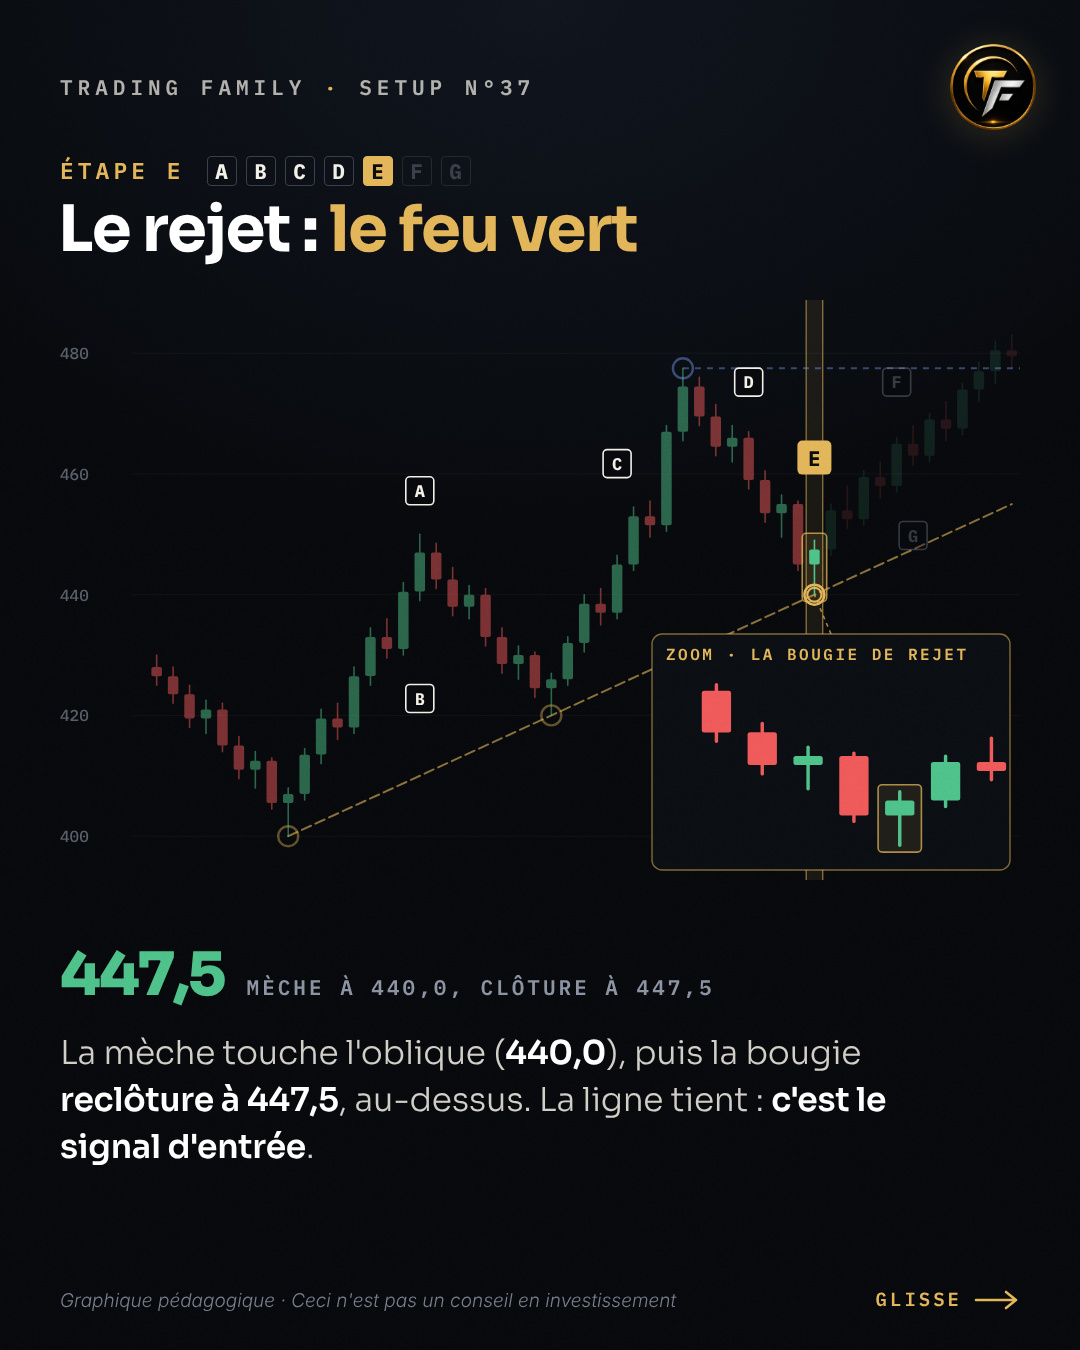 TRADING FAMILY · SETUP N°37
TF
ÉTAPE E A B C D E F G
Le rejet : le feu vert
480
D
F
460
E
C
A
G
440
ZOOM · LA BOUGIE DE REJET
B
420
400
447,5 MÈCHE À 440,0, CLÔTURE À 447,5
La mèche touche l'oblique (440,0), puis la bougie
reclôture à 447,5, au-dessus. La ligne tient : c'est le
signal d'entrée.
Graphique pédagogique · Ceci n'est pas un conseil en investissement
GLISSE →